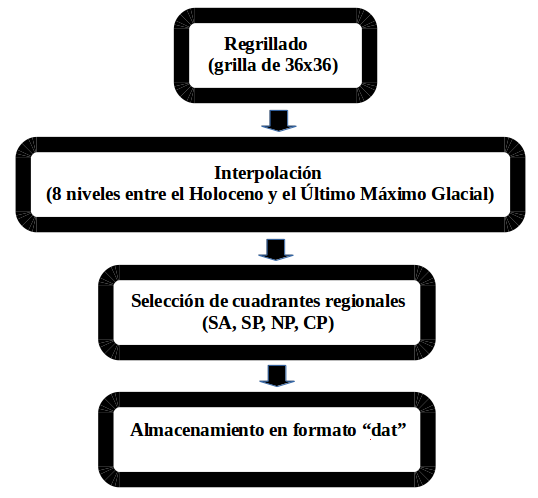 Regrillado
(grilla de 36x36)
Interpolación
(8 niveles entre el Holoceno y el Último Máximo Glacial)
Selección de cuadrantes regionales
(SA, SP, NP, CP)
Almacenamiento en formato “dat”